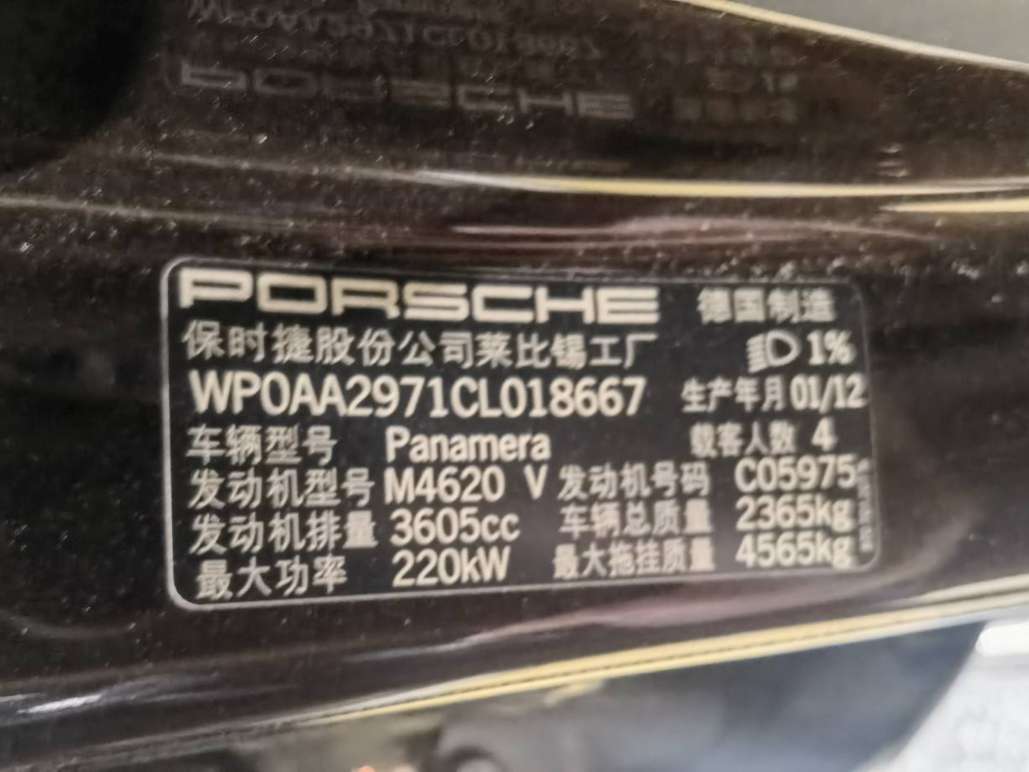 PORSCHE 德国制造
保时捷股份公司莱比锡工厂 1%
WP0AA2971CL018667 生产年月 01/12
车辆型号 Panamera 载客人数 4
发动机型号 M4620 V 发动机号码 C05975
发动机排量 3605cc 车辆总质量 2365kg
最大功率 220kW 最大拖挂质量 4565kg